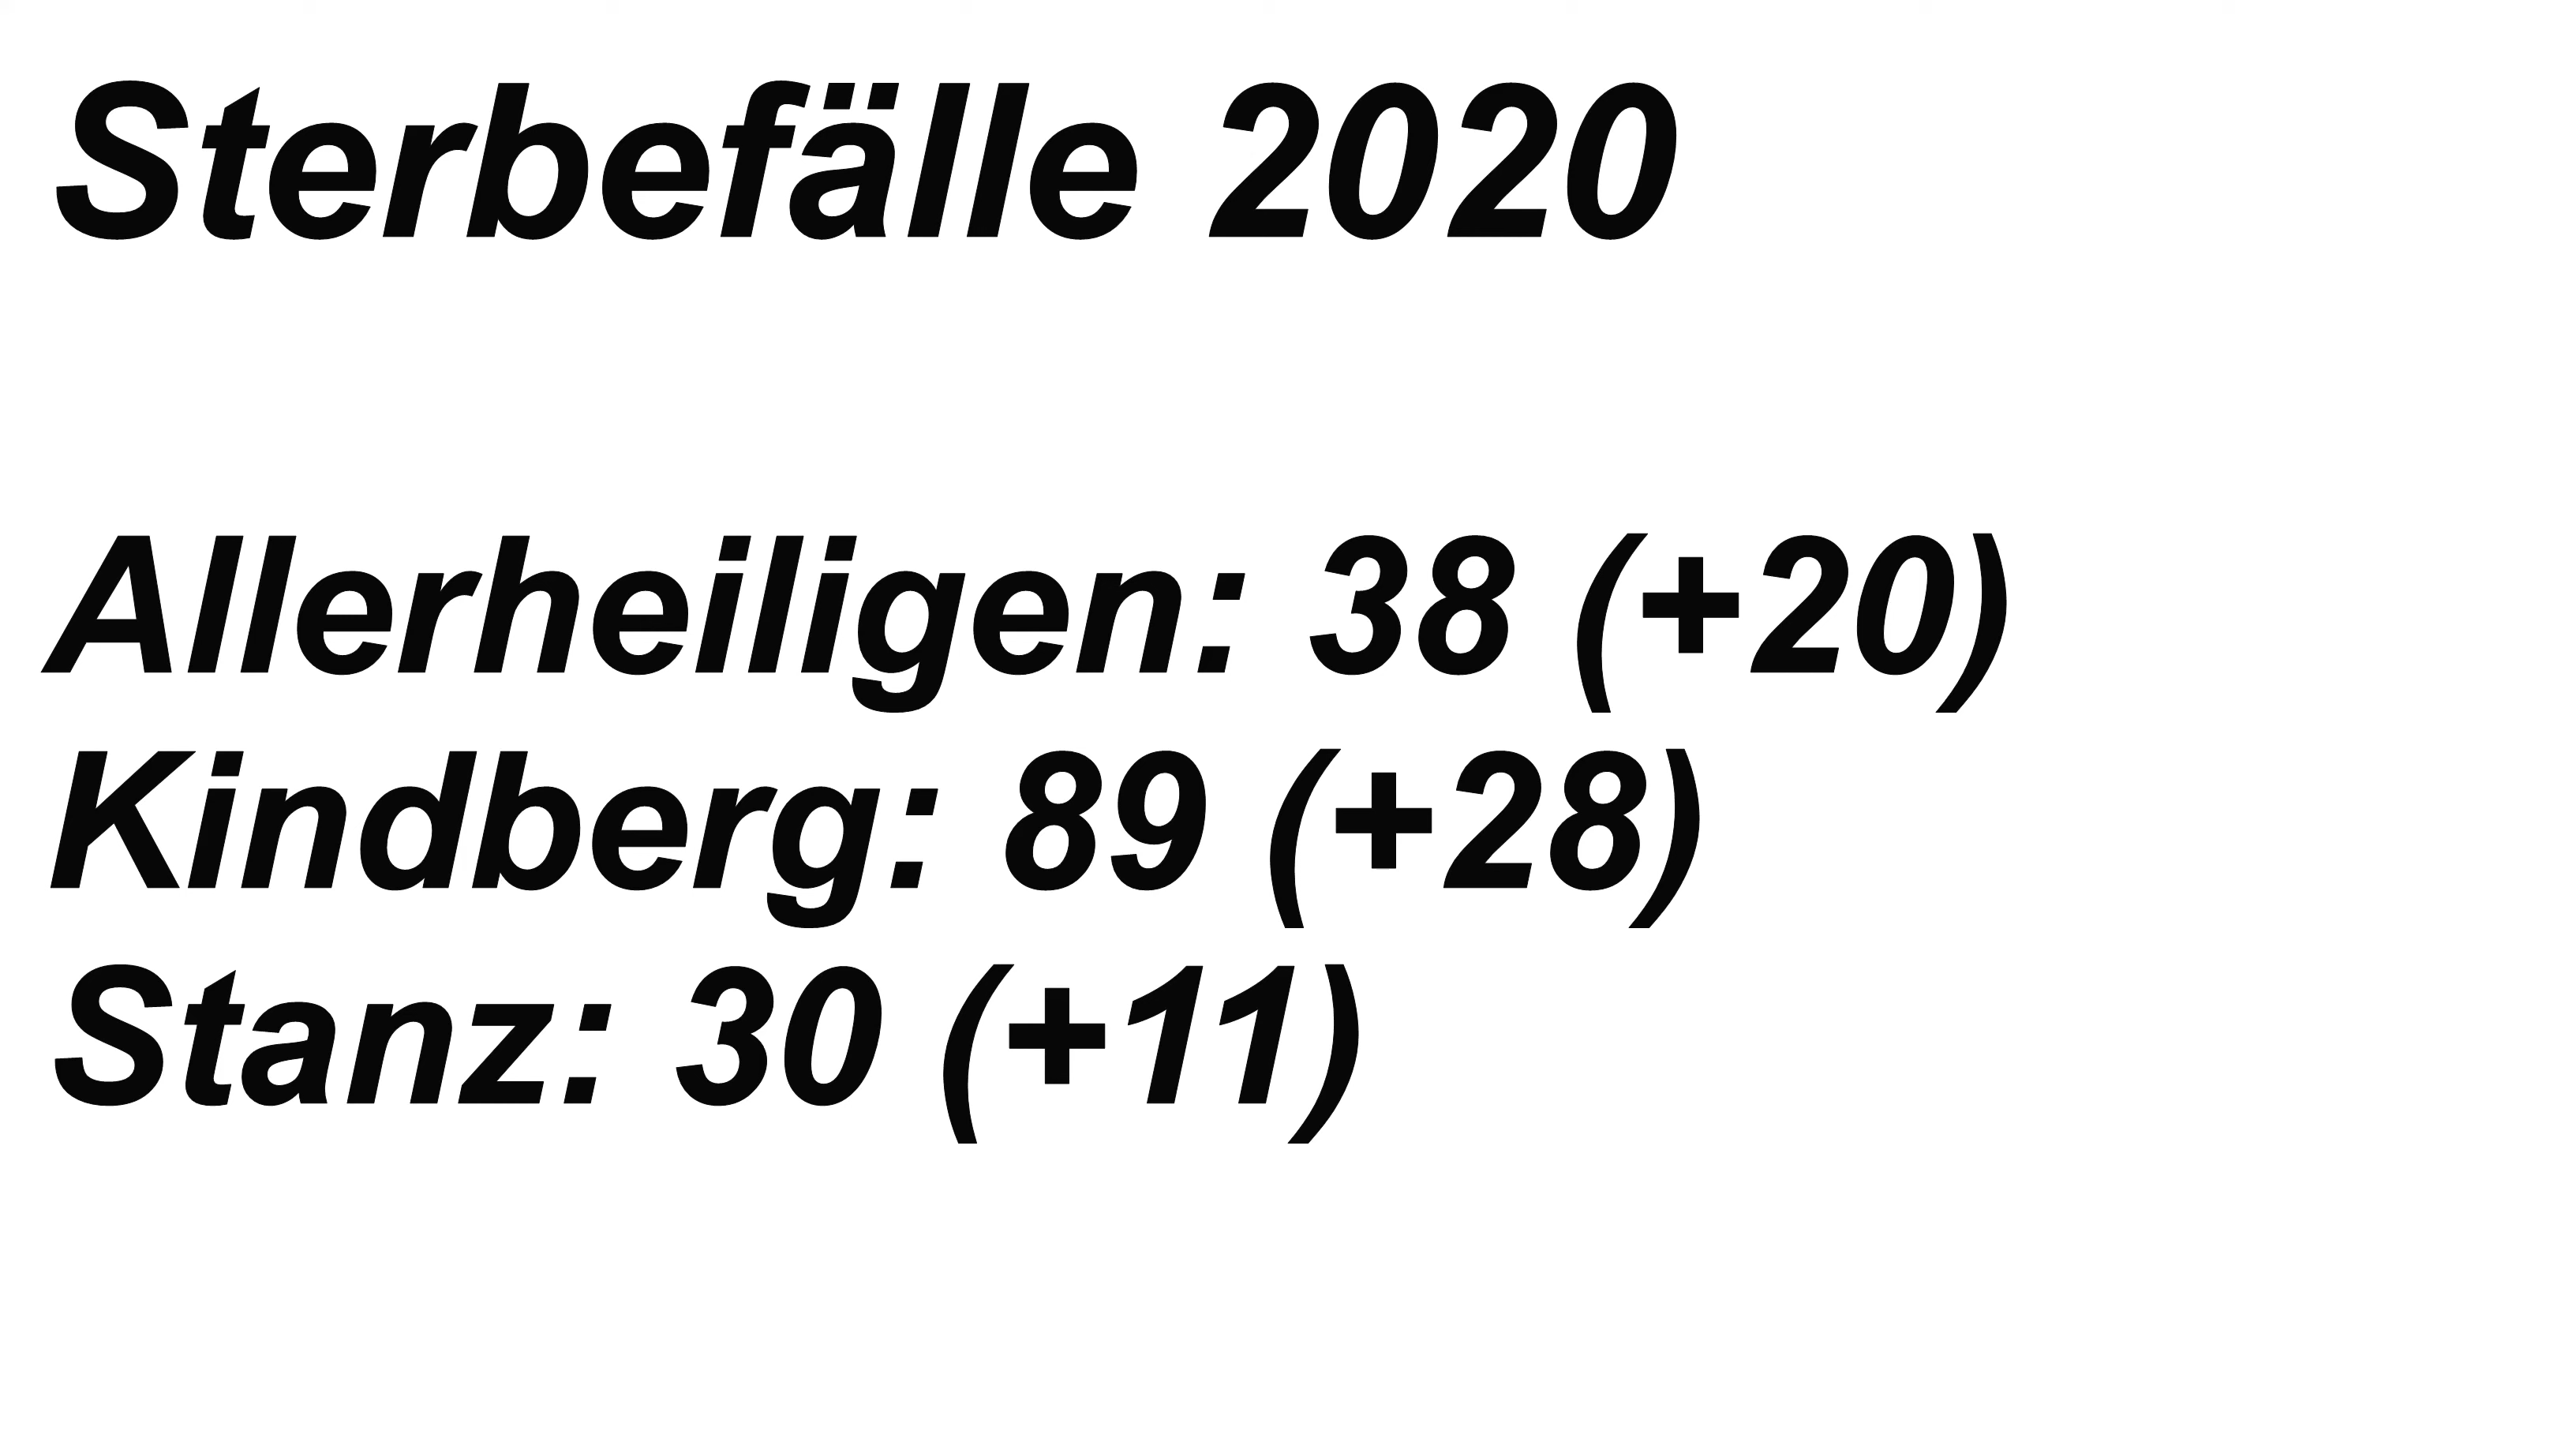 Sterbefälle 2020
Allerheiligen: 38 (+20)
Kindberg: 89 (+28)
Stanz: 30 (+11)